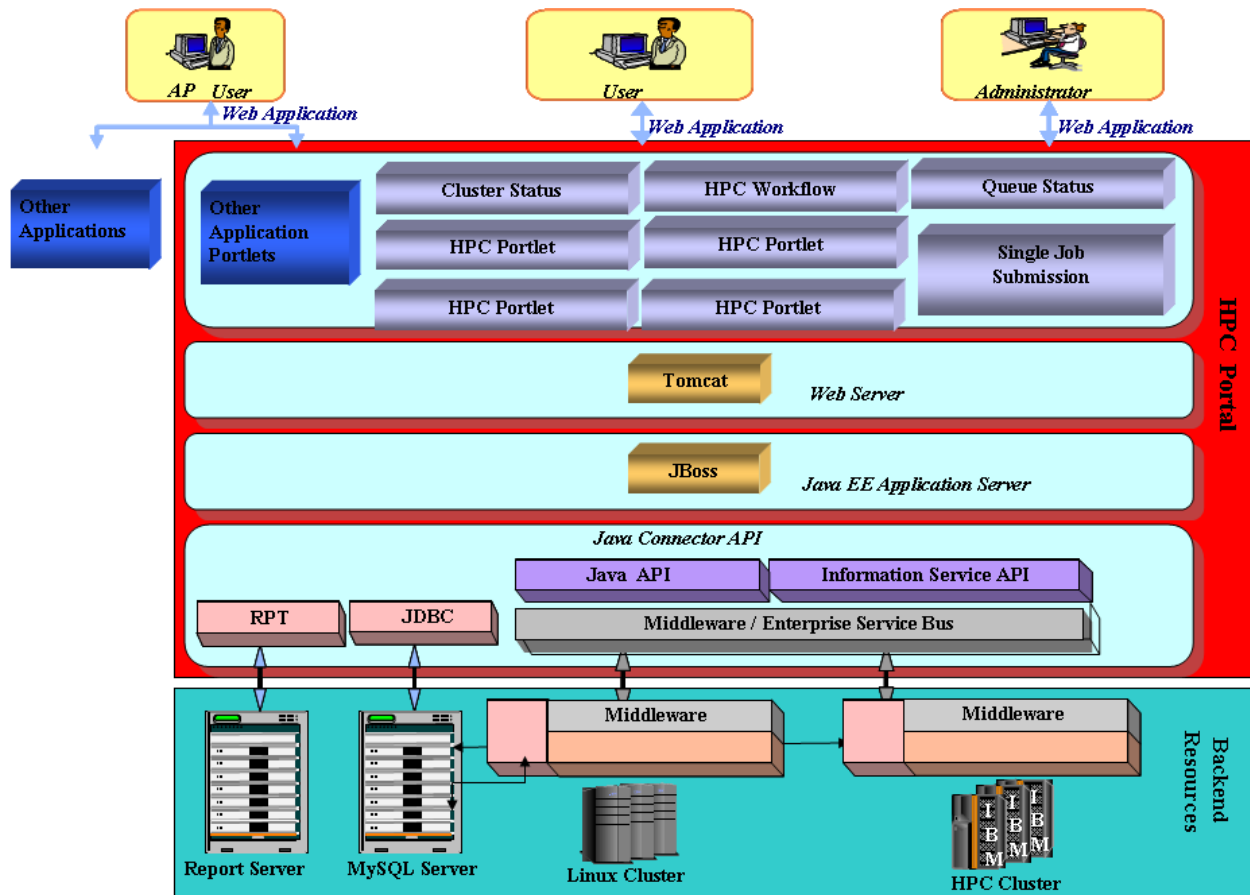 AP User
User
Administrator
Web Application
Web Application
Web Application
Other
Applications
Other
Application
Portlets
Cluster Status
HPC Workflow
Queue Status
HPC Portlet
HPC Portlet
Single Job
Submission
HPC Portlet
HPC Portlet
HPC Portal
Tomcat
Web Server
JBoss
Java EE Application Server
Java Connector API
Java API
Information Service API
RPT
JDBC
Middleware / Enterprise Service Bus
Middleware
Middleware
Backend
Resources
Report Server
MySQL Server
Linux Cluster
IBM
IBM
IBM
HPC Cluster